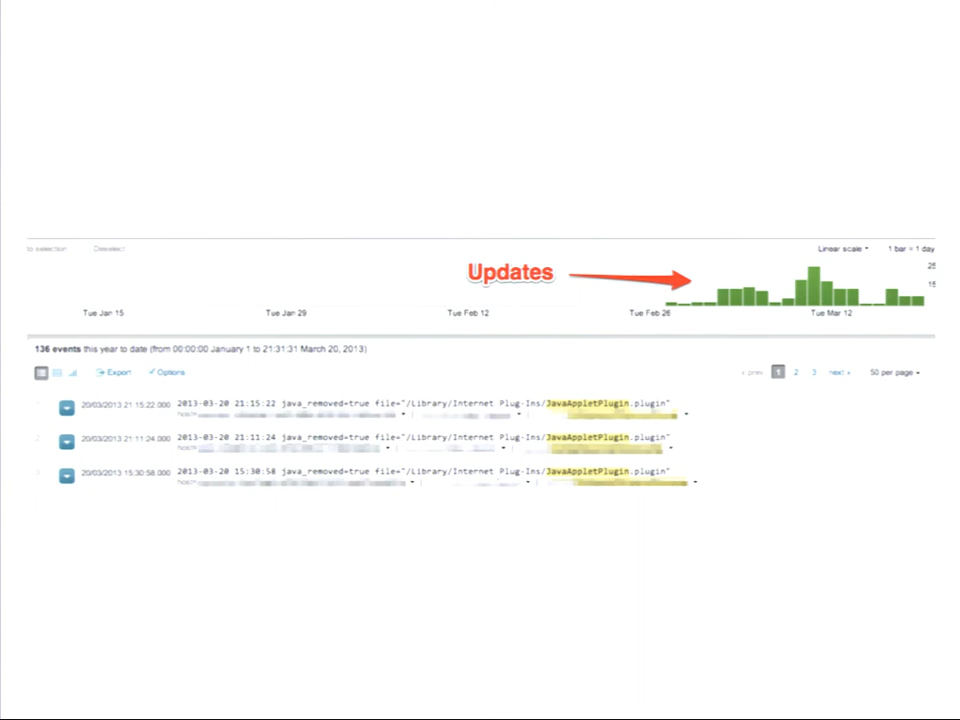 to selection Deselect Linear scale 1 bar = 1 day
25
Updates
15
Tue Jan 15 Tue Jan 29 Tue Feb 12 Tue Feb 26 Tue Mar 12
136 events this year to date (from 00:00:00 January 1 to 21:31:31 March 20, 2013)
Export Options « prev 1 2 3 next » 50 per page
1 20/03/2013 21:15:22.000 2013-03-20 21:15:22 java_removed=true file="/Library/Internet Plug-Ins/JavaAppletPlugin.plugin"
host=
2 20/03/2013 21:11:24.000 2013-03-20 21:11:24 java_removed=true file="/Library/Internet Plug-Ins/JavaAppletPlugin.plugin"
host=
3 20/03/2013 15:30:58.000 2013-03-20 15:30:58 java_removed=true file="/Library/Internet Plug-Ins/JavaAppletPlugin.plugin"
host=